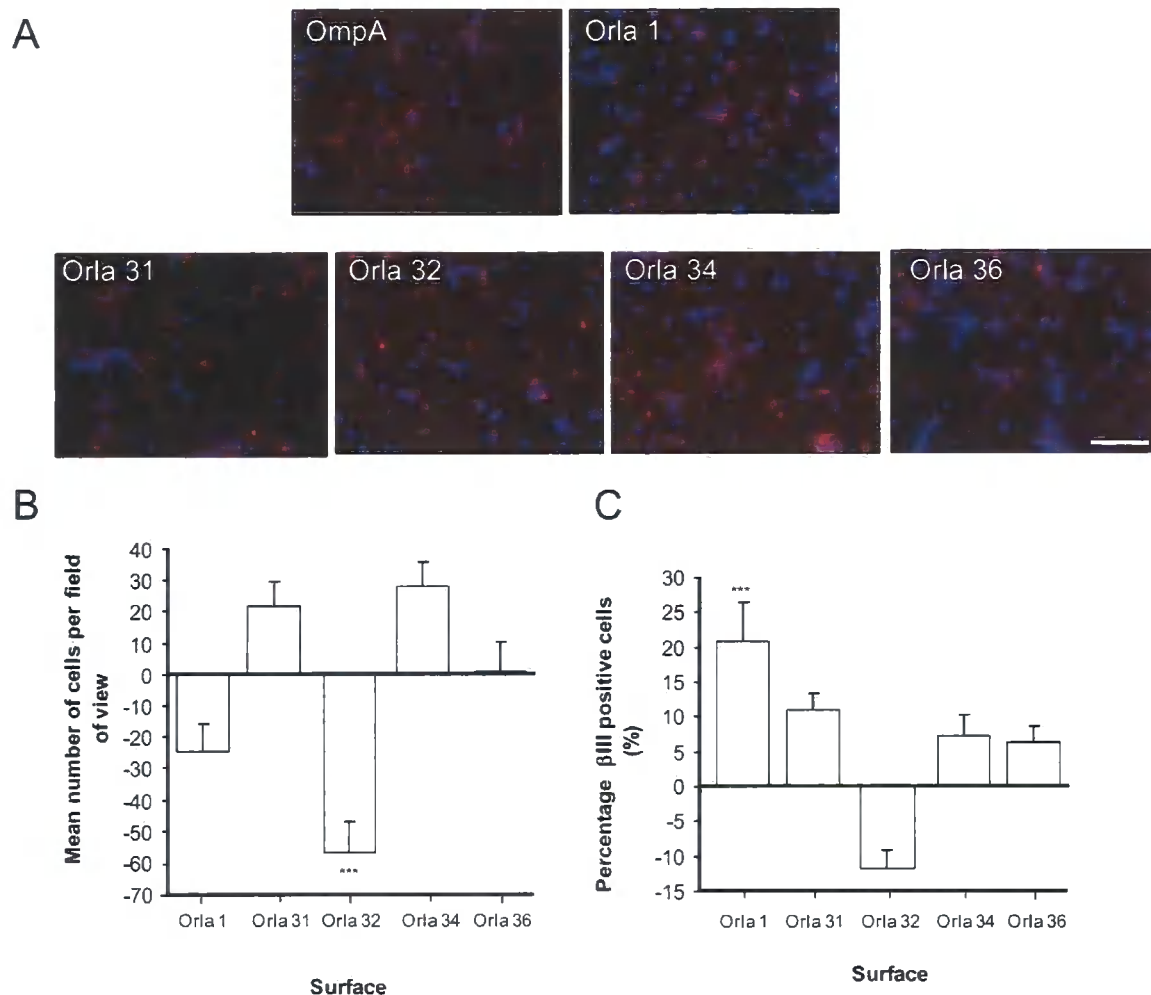 A
OmpA
Orla 1
Orla 31
Orla 32
Orla 34
Orla 36
B
Mean number of cells per field
of view
40
30
20
10
0
-10
-20
-30
-40
-50
-60
-70
***
Orla 1
Orla 31
Orla 32
Orla 34
Orla 36
Surface
C
Percentage βIII positive cells
(%)
30
25
20
15
10
5
0
-5
-10
-15
***
Orla 1
Orla 31
Orla 32
Orla 34
Orla 36
Surface